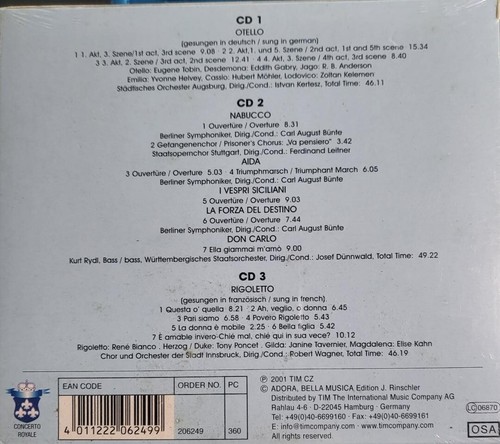 CD 1
OTELLO
(gesungen in deutsch / sung in german)
1 1. Akt, 3. Szene/1st act, 3rd scene 9.08 · 2 2. Akt,1. und 5. Szene / 2nd act, 1st and 5th scene 15.34
3 3. Akt, 2. Szene / 3rd act, 2nd scene 12.41 · 4 4. Akt, 3. Szene / 4th act, 3rd scene 8.40
Otello: Eugene Tobin, Desdemona: Eddith Gabry, Jago: R. B. Anderson
Emilia: Yvonne Helvey, Cassio: Hubert Möhler, Lodovico: Zoltan Kelemen
Städtisches Orchester Augsburg, Dirig./Cond.: Istvan Kertesz, Total Time: 46.11
CD 2
NABUCCO
1 Ouvertüre / Overture 8.31
Berliner Symphoniker, Dirig./Cond.: Carl August Bünte
2 Gefangenenchor / Prisoner's Chorus: „Va pensiero" 3.42
Staatsopernchor Stuttgart, Dirig./Cond.: Ferdinand Leitner
AIDA
3 Ouvertüre / Overture 5.03 · 4 Triumphmarsch / Triumphant March 6.05
Berliner Symphoniker, Dirig./Cond.: Carl August Bünte
I VESPRI SICILIANI
5 Ouvertüre / Overture 9.03
LA FORZA DEL DESTINO
6 Ouvertüre / Overture 7.44
Berliner Symphoniker, Dirig./Cond.: Carl August Bünte
DON CARLO
7 Ella giammai m'amò 9.00
Kurt Rydl, Bass / bass, Württembergisches Staatsorchester, Dirig./Cond.: Josef Dünnwald, Total Time: 49.22
CD 3
RIGOLETTO
(gesungen in französisch / sung in french)
1 Questa o' quella 8.21 · 2 Ah, veglio, o donna 6.45
3 Pari siamo 6.58 · 4 Povero Rigoletto 5.43
5 La donna è mobile 2.25 · 6 Bella figlia 5.42
7 È amabile invero-Chié mai, chié qui in sua vece? 10.12
Rigoletto: René Bianco, Herzog / Duke: Tony Poncet, Gilda: Janine Tavernier, Magdalena: Elise Kahn
Chor und Orchester der Stadt Innsbruck, Dirig./Cond.: Robert Wagner, Total Time: 46.19
CONCERTO
ROYALE
EAN CODE
4 011222 062499
ORDER NO.
206249
PC
360
℗ 2001 TIM CZ
© ADORA, BELLA MUSICA Edition J. Rinschler
Distributed by TIM The International Music Company AG
Rahlau 4-6 · D-22045 Hamburg · Germany
Tel: +49(0)40-6699160 · Fax: +49(0)40-6699161
E: info@timcompany.com · W: www.timcompany.com
All rights reserved.
LC 06870
OSA